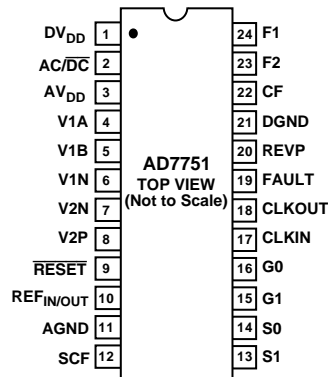 DVDD 1 24 F1
AC/D̅C̅ 2 23 F2
AVDD 3 22 CF
V1A 4 21 DGND
V1B 5 20 REVP
V1N 6 19 FAULT
V2N 7 18 CLKOUT
V2P 8 17 CLKIN
R̅E̅S̅E̅T̅ 9 16 G0
REFIN/OUT 10 15 G1
AGND 11 14 S0
SCF 12 13 S1
AD7751
TOP VIEW
(Not to Scale)